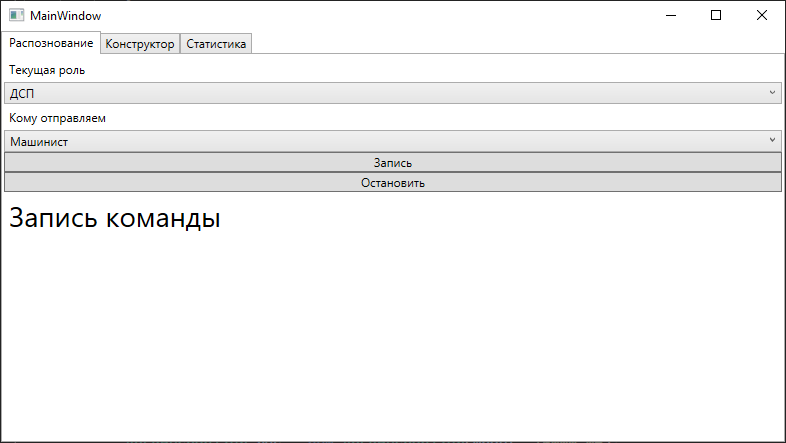 MainWindow
Распознование Конструктор Статистика
Текущая роль
ДСП
Кому отправляем
Машинист
Запись
Остановить
Запись команды